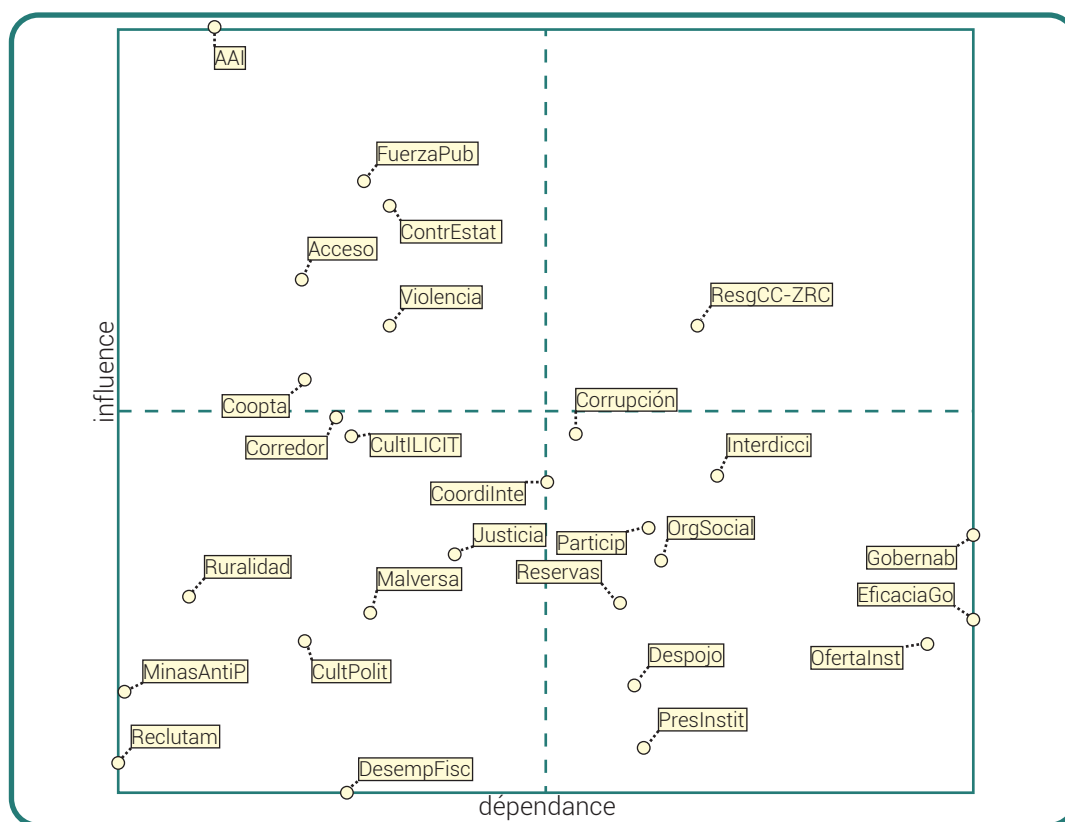 AAI
FuerzaPub
ContrEstat
Acceso
Violencia
ResgCC-ZRC
influence
Coopta
Corrupción
Corredor
CultILICIT
Interdicci
CoordiInte
Justicia
Particip
OrgSocial
Gobernab
Ruralidad
Malversa
Reservas
EficaciaGo
MinasAntiP
CultPolit
Despojo
OfertaInst
Reclutam
PresInstit
DesempFisc
dépendance